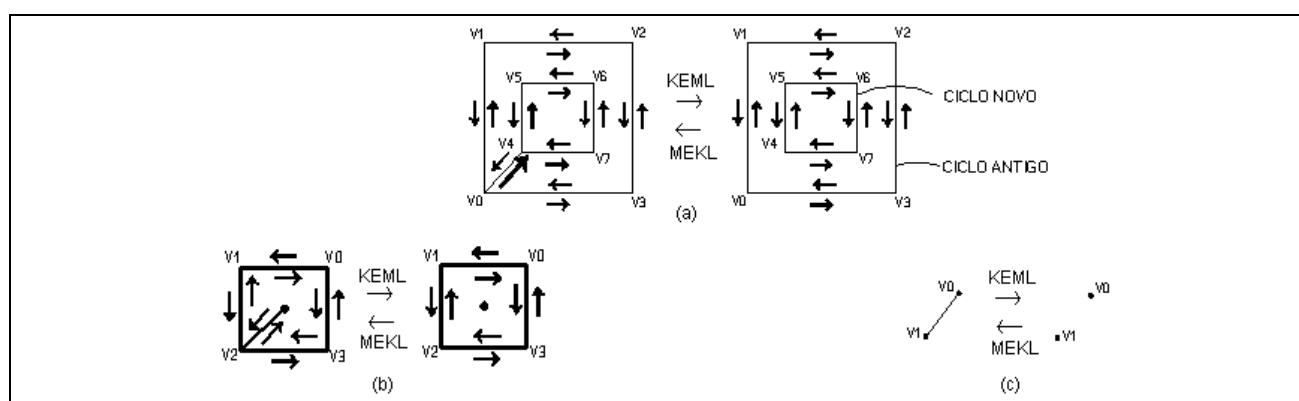 V1 V2 V1 V2
V5 V6 KEML V5 V6 CICLO NOVO
MEKL
V4 V7 V4 V7 CICLO ANTIGO
V0 V3 V0 V3
(a)
V1 V0 V1 V0
KEML KEML V0
V0
MEKL V1 MEKL V1
V2 V3 V2 V3
(b) (c)